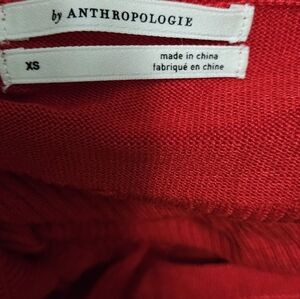 by ANTHROPOLOGIE
XS
made in china
fabriqué en chine